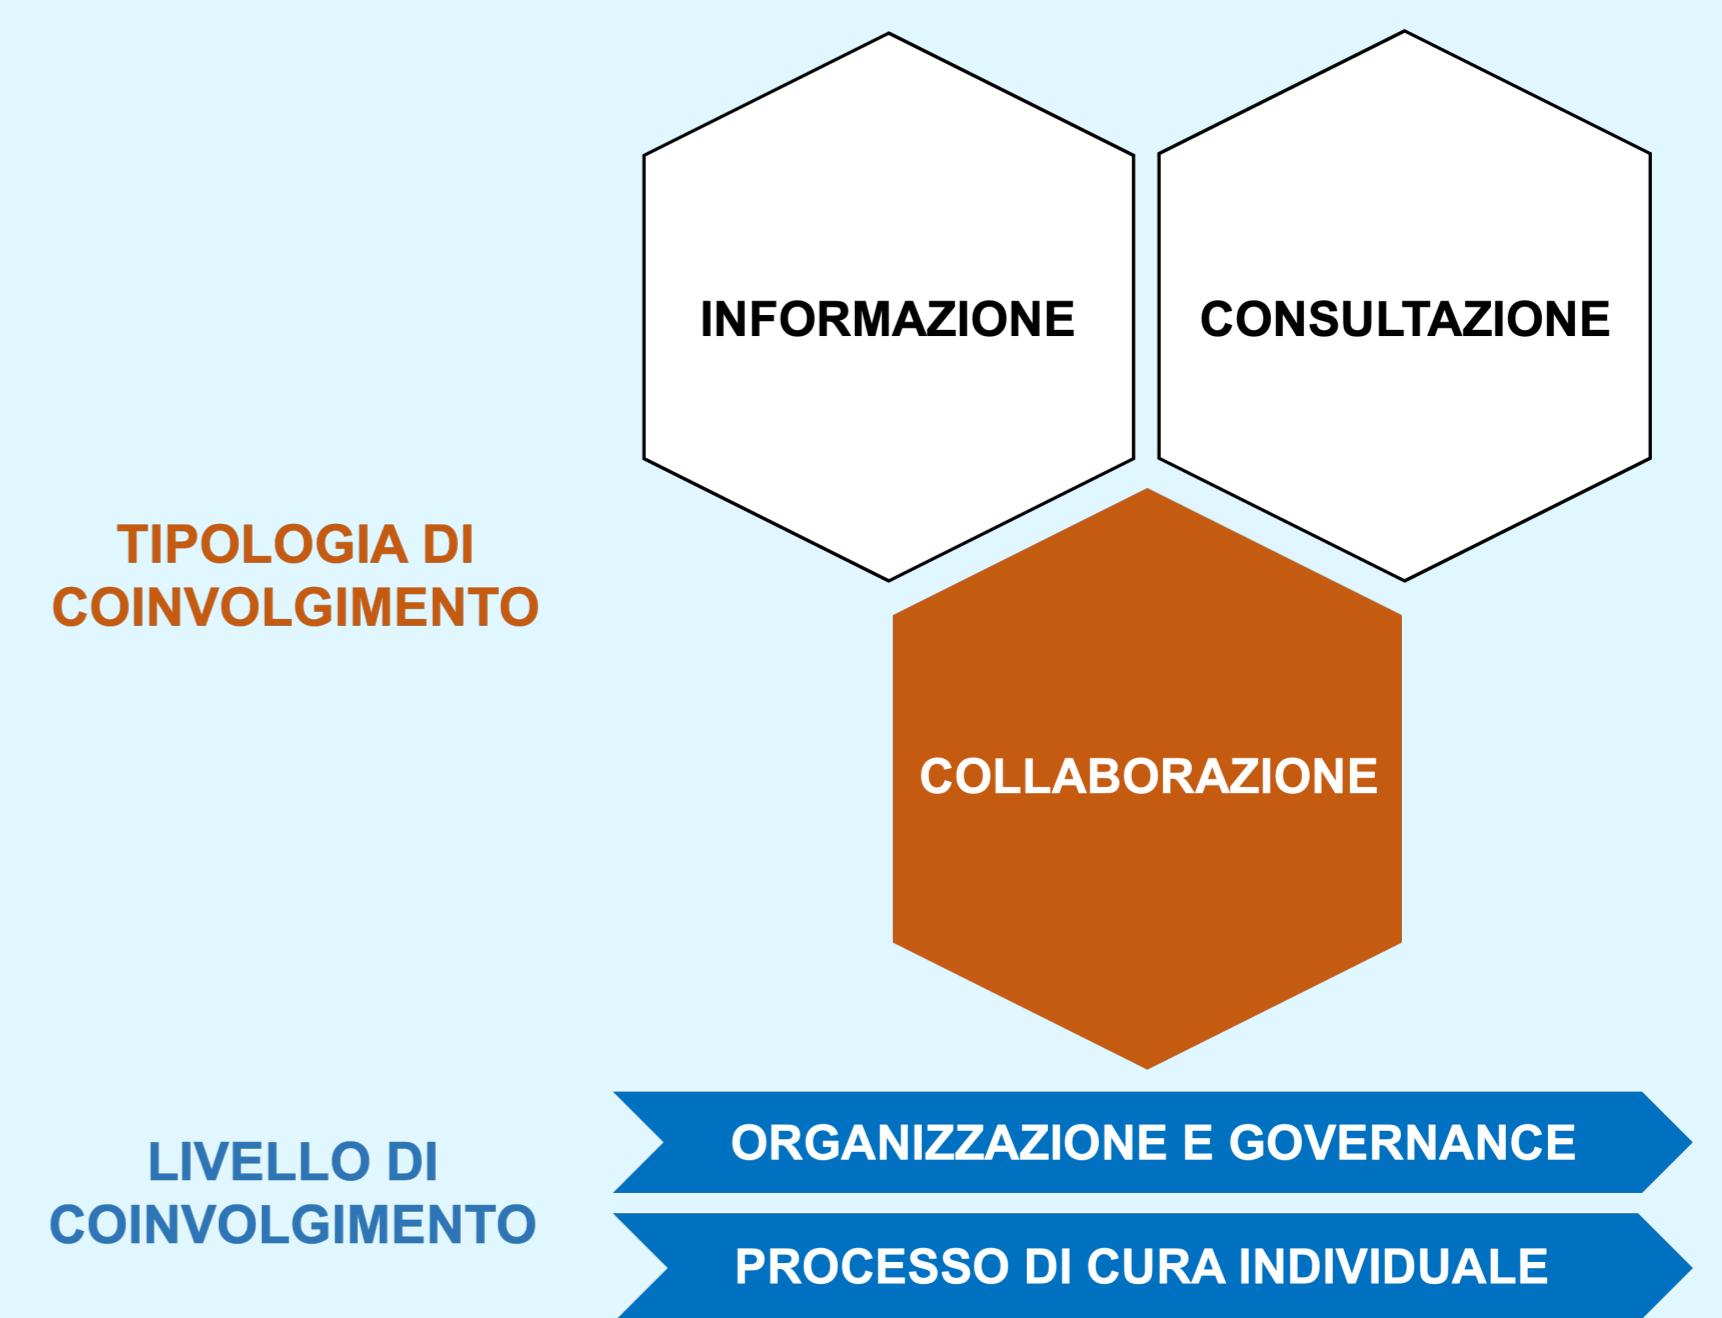 INFORMAZIONE
CONSULTAZIONE
TIPOLOGIA DI
COINVOLGIMENTO
COLLABORAZIONE
LIVELLO DI
COINVOLGIMENTO
ORGANIZZAZIONE E GOVERNANCE
PROCESSO DI CURA INDIVIDUALE